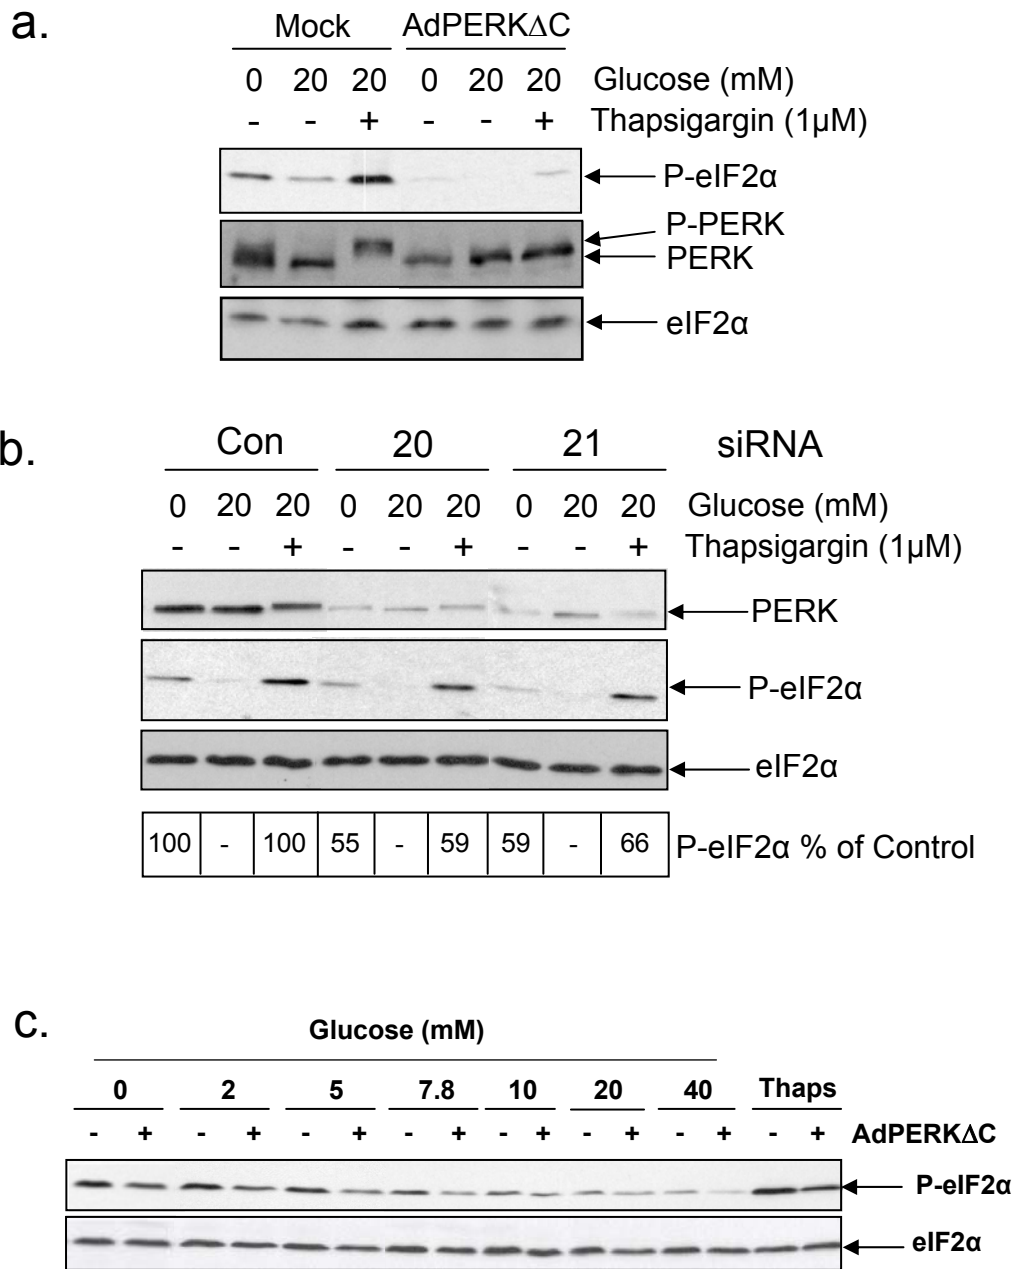 a.
Mock AdPERKΔC
0 20 20 0 20 20 Glucose (mM)
- - + - - + Thapsigargin (1µM)
P-eIF2α
P-PERK
PERK
eIF2α
b.
Con 20 21 siRNA
0 20 20 0 20 20 0 20 20 Glucose (mM)
- - + - - + - - + Thapsigargin (1µM)
PERK
P-eIF2α
eIF2α
100 - 100 55 - 59 59 - 66 P-eIF2α % of Control
c.
Glucose (mM)
0 2 5 7.8 10 20 40 Thaps
- + - + - + - + - + - + - + - + AdPERKΔC
P-eIF2α
eIF2α